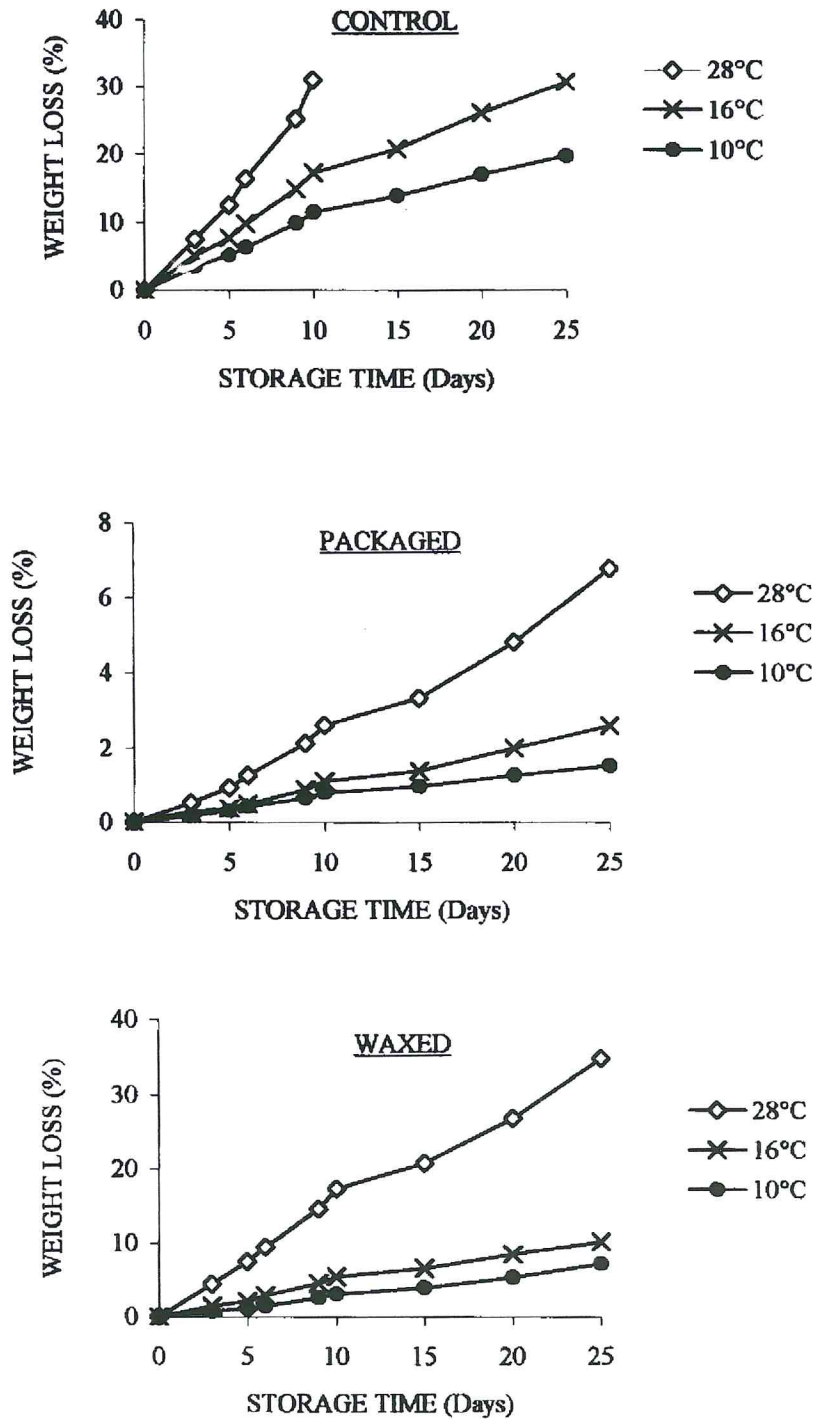 CONTROL
WEIGHT LOSS (%)
40
30
20
10
0
28°C
16°C
10°C
0 5 10 15 20 25
STORAGE TIME (Days)
PACKAGED
WEIGHT LOSS (%)
8
6
4
2
0
28°C
16°C
10°C
0 5 10 15 20 25
STORAGE TIME (Days)
WAXED
WEIGHT LOSS (%)
40
30
20
10
0
28°C
16°C
10°C
0 5 10 15 20 25
STORAGE TIME (Days)